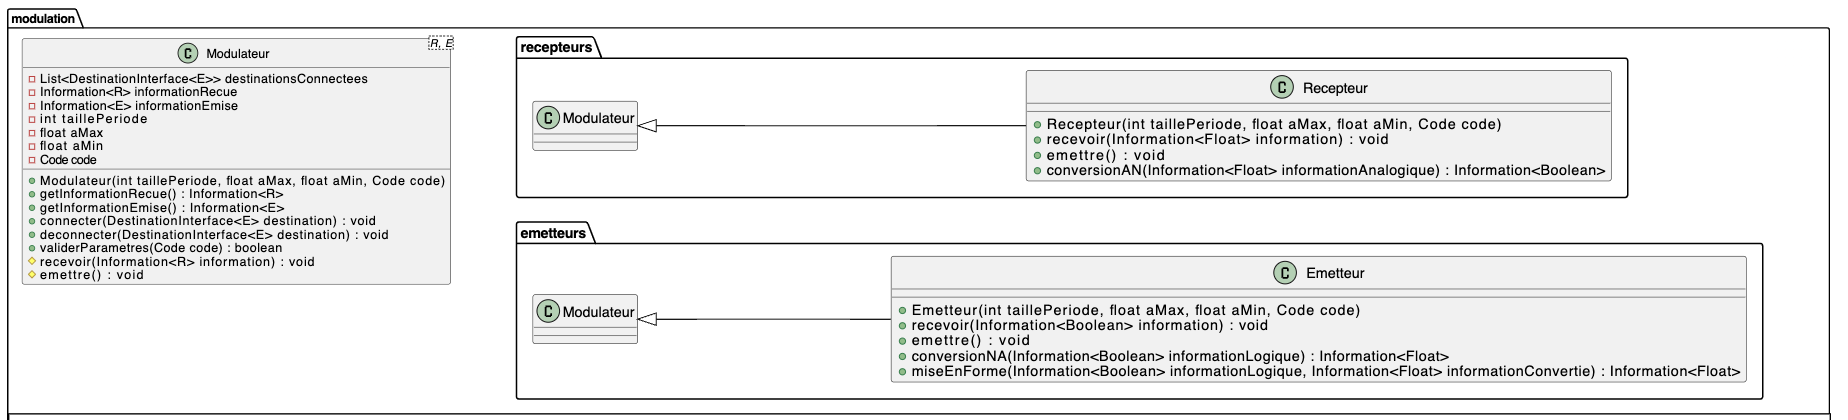 modulation
C Modulateur
R, E
List<DestinationInterface<E>> destinationsConnectees
Information<R> informationRecue
Information<E> informationEmise
int taillePeriode
float aMax
float aMin
Code code
Modulateur(int taillePeriode, float aMax, float aMin, Code code)
getInformationRecue() : Information<R>
getInformationEmise() : Information<E>
connecter(DestinationInterface<E> destination) : void
deconnecter(DestinationInterface<E> destination) : void
validerParametres(Code code) : boolean
recevoir(Information<R> information) : void
emettre() : void
recepteurs
C Modulateur
C Recepteur
Recepteur(int taillePeriode, float aMax, float aMin, Code code)
recevoir(Information<Float> information) : void
emettre() : void
conversionAN(Information<Float> informationAnalogique) : Information<Boolean>
emetteurs
C Modulateur
C Emetteur
Emetteur(int taillePeriode, float aMax, float aMin, Code code)
recevoir(Information<Boolean> information) : void
emettre() : void
conversionNA(Information<Boolean> informationLogique) : Information<Float>
miseEnForme(Information<Boolean> informationLogique, Information<Float> informationConvertie) : Information<Float>